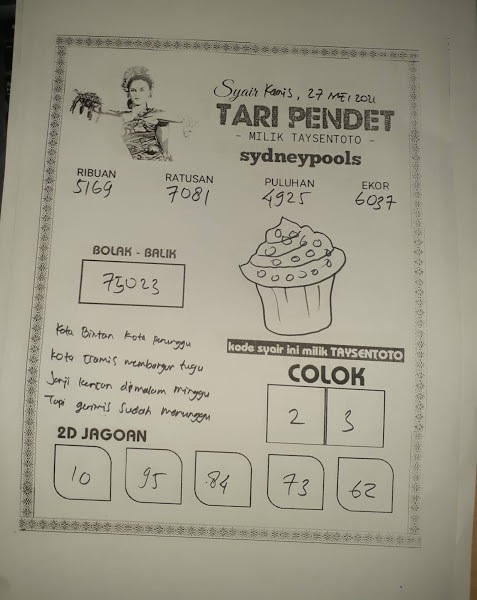 Syair Kamis, 27 MEI 2021
TARI PENDET
- MILIK TAYSENTOTO -
sydneypools
RIBUAN RATUSAN PULUHAN EKOR
5169 7081 4925 6037
BOLAK - BALIK
75023
Kota Bintan Kota perunggu
Kota Ciamis membangun tugu
Janji kencan dimalam minggu
Tapi gerimis sudah menunggu
kode syair ini milik TAYSENTOTO
COLOK
2 3
2D JAGOAN
10 95 84 73 62